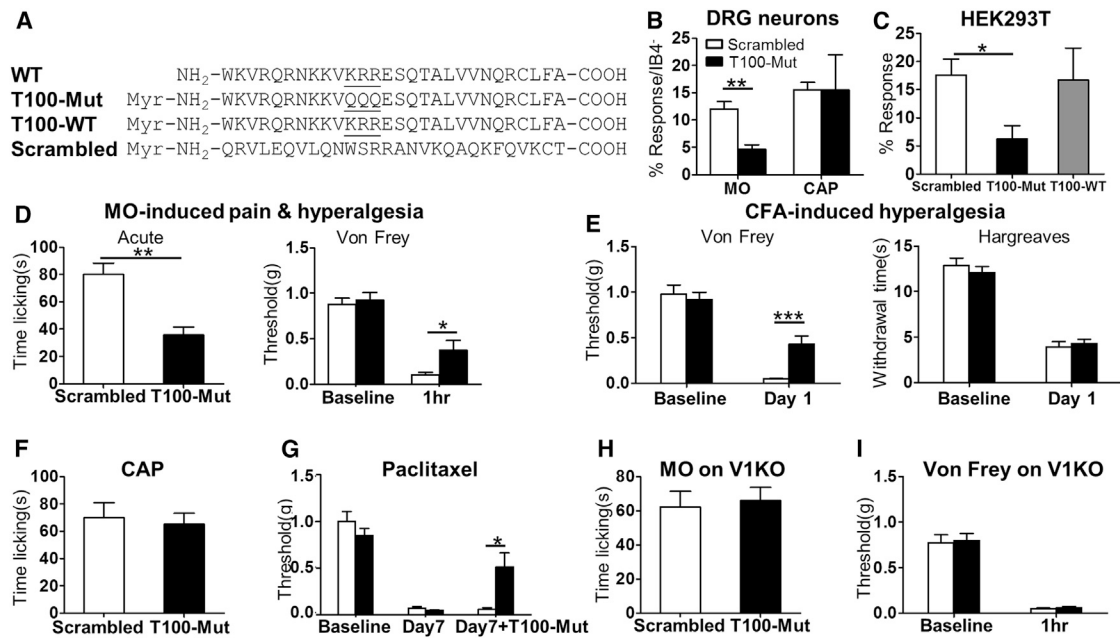 A
WT NH2-WKVRQRNKKVKRRESQTALVVNQRCLFA-COOH
T100-Mut Myr-NH2-WKVRQRNKKVQQQESQTALVVNQRCLFA-COOH
T100-WT Myr-NH2-WKVRQRNKKVKRRESQTALVVNQRCLFA-COOH
Scrambled Myr-NH2-QRVLEQVLQNWSRRANVKQAQKFQVKCT-COOH
B DRG neurons
% Response/IB4-
25
20
15
10
5
0
Scrambled
T100-Mut
**
MO CAP
C HEK293T
% Response
25
20
15
10
5
0
*
Scrambled T100-Mut T100-WT
D MO-induced pain & hyperalgesia
Acute
Time licking(s)
100
80
60
40
20
0
**
Scrambled T100-Mut
Von Frey
Threshold(g)
1.5
1.0
0.5
0.0
*
Baseline 1hr
E CFA-induced hyperalgesia
Von Frey
Threshold(g)
1.5
1.0
0.5
0.0
***
Baseline Day 1
Hargreaves
Withdrawal time(s)
15
10
5
0
Baseline Day 1
F CAP
Time licking(s)
100
80
60
40
20
0
Scrambled T100-Mut
G Paclitaxel
Threshold(g)
1.5
1.0
0.5
0.0
*
Baseline Day7 Day7+T100-Mut
H MO on V1KO
Time licking(s)
80
60
40
20
0
Scrambled T100-Mut
I Von Frey on V1KO
Threshold(g)
1.5
1.0
0.5
0.0
Baseline 1hr